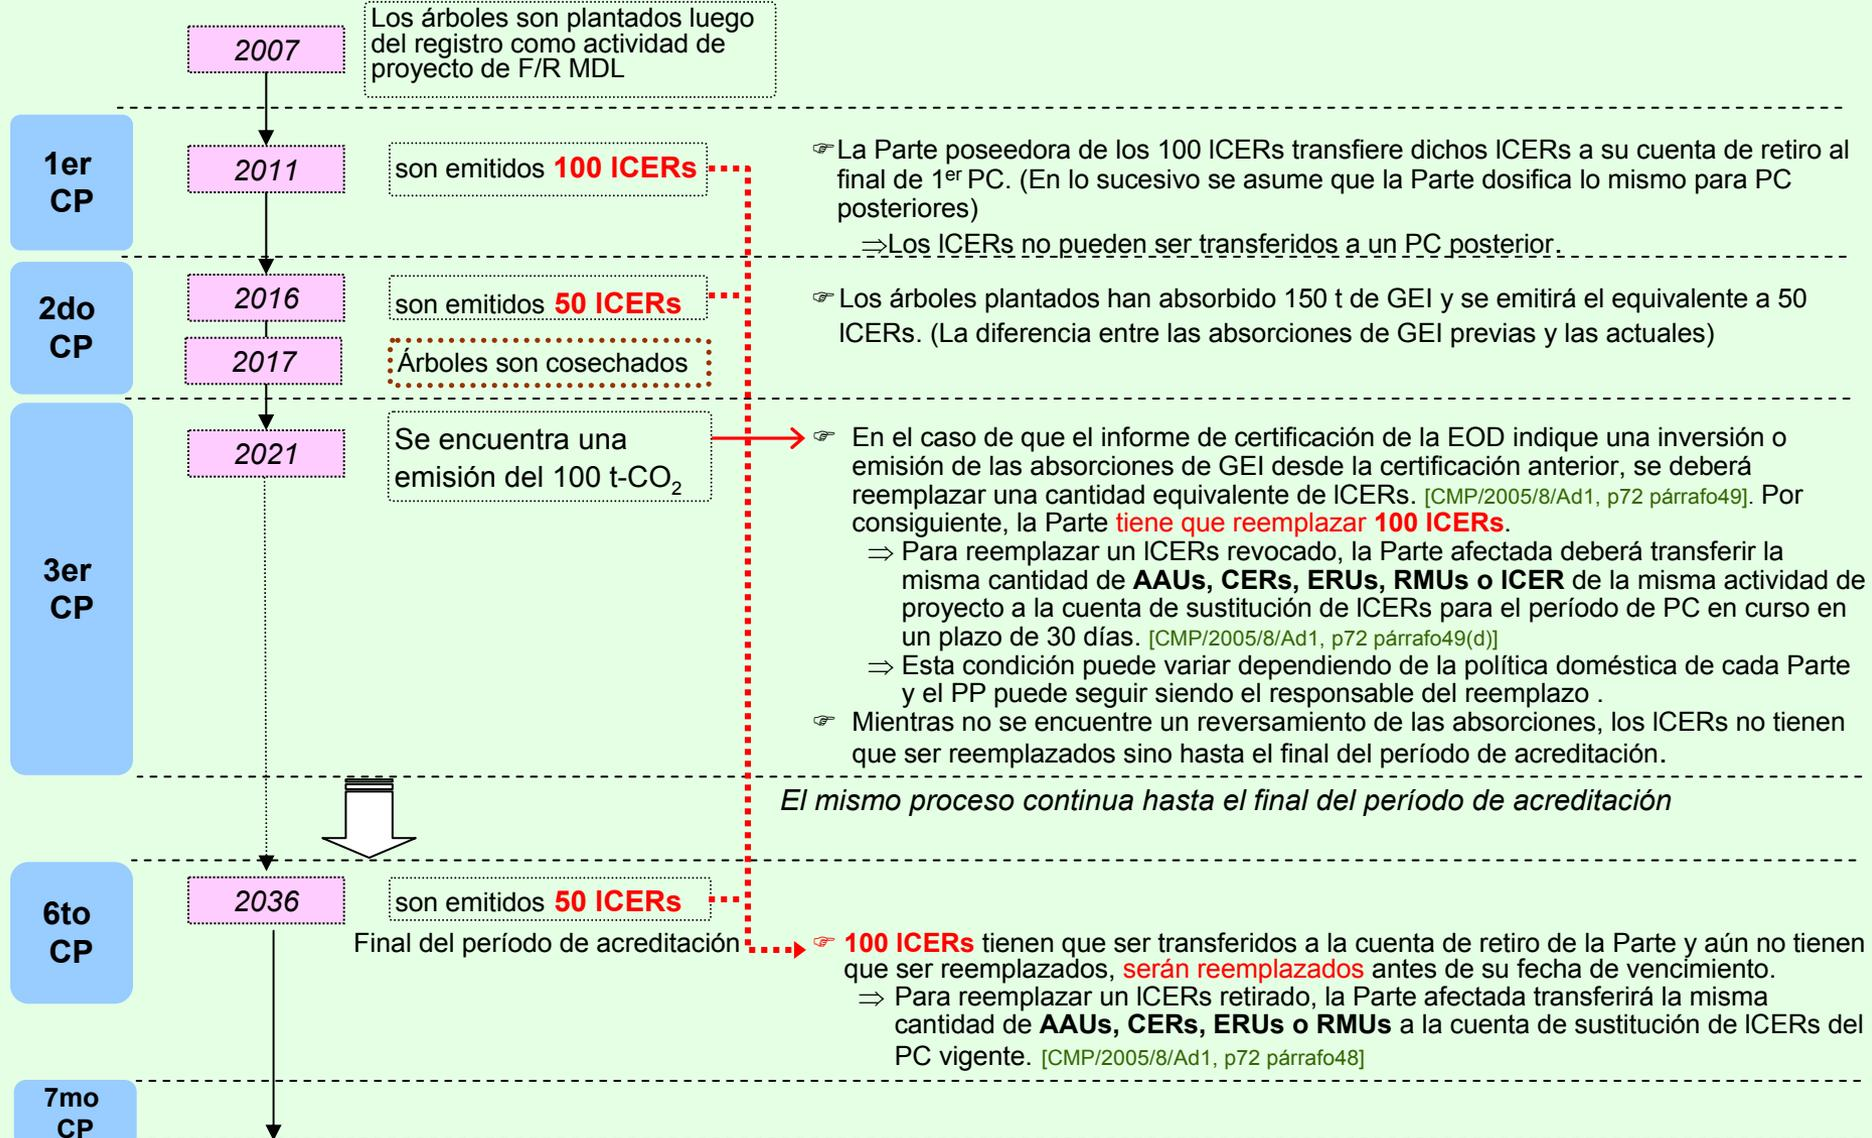 2007
Los árboles son plantados luego
del registro como actividad de
proyecto de F/R MDL
1er
CP
2011
son emitidos 100 lCERs
☞La Parte poseedora de los 100 lCERs transfiere dichos lCERs a su cuenta de retiro al
final de 1er PC. (En lo sucesivo se asume que la Parte dosifica lo mismo para PC
posteriores)
⇒Los lCERs no pueden ser transferidos a un PC posterior.
2do
CP
2016
son emitidos 50 lCERs
☞Los árboles plantados han absorbido 150 t de GEI y se emitirá el equivalente a 50
lCERs. (La diferencia entre las absorciones de GEI previas y las actuales)
2017
Árboles son cosechados
3er
CP
2021
Se encuentra una
emisión del 100 t-CO2
☞ En el caso de que el informe de certificación de la EOD indique una inversión o
emisión de las absorciones de GEI desde la certificación anterior, se deberá
reemplazar una cantidad equivalente de lCERs. [CMP/2005/8/Ad1, p72 párrafo49]. Por
consiguiente, la Parte tiene que reemplazar 100 lCERs.
⇒ Para reemplazar un lCERs revocado, la Parte afectada deberá transferir la
misma cantidad de AAUs, CERs, ERUs, RMUs o lCER de la misma actividad de
proyecto a la cuenta de sustitución de lCERs para el período de PC en curso en
un plazo de 30 días. [CMP/2005/8/Ad1, p72 párrafo49(d)]
⇒ Esta condición puede variar dependiendo de la política doméstica de cada Parte
y el PP puede seguir siendo el responsable del reemplazo .
☞ Mientras no se encuentre un reversamiento de las absorciones, los lCERs no tienen
que ser reemplazados sino hasta el final del período de acreditación.
El mismo proceso continua hasta el final del período de acreditación
6to
CP
2036
son emitidos 50 lCERs
Final del período de acreditación
☞ 100 lCERs tienen que ser transferidos a la cuenta de retiro de la Parte y aún no tienen
que ser reemplazados, serán reemplazados antes de su fecha de vencimiento.
⇒ Para reemplazar un lCERs retirado, la Parte afectada transferirá la misma
cantidad de AAUs, CERs, ERUs o RMUs a la cuenta de sustitución de lCERs del
PC vigente. [CMP/2005/8/Ad1, p72 párrafo48]
7mo
CP